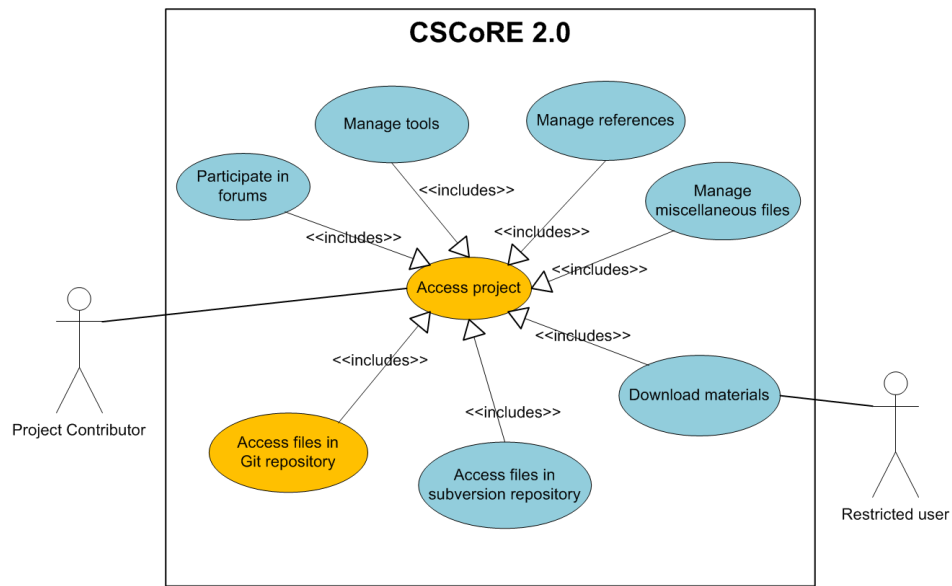 CSCoRE 2.0
Manage tools
Manage references
Participate in
forums
<<includes>>
Manage
miscellaneous files
<<includes>>
<<includes>>
<<includes>>
Access project
<<includes>>
<<includes>>
Download materials
Project Contributor
<<includes>>
Access files in
Git repository
Access files in
subversion repository
Restricted user